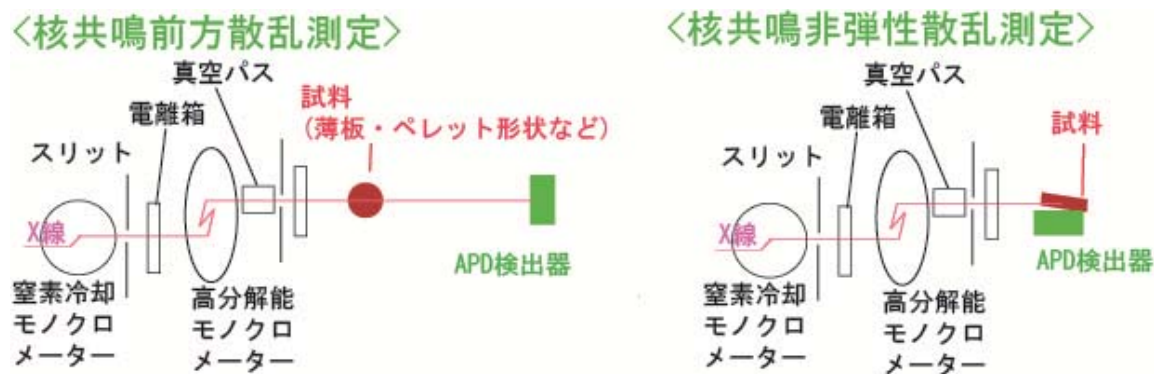 <核共鳴前方散乱測定>
真空パス
電離箱
試料
(薄板・ペレット形状など)
スリット
X線
APD検出器
窒素冷却
モノクロ
メーター
高分解能
モノクロ
メーター
<核共鳴非弾性散乱測定>
真空パス
電離箱
試料
スリット
X線
APD検出器
窒素冷却
モノクロ
メーター
高分解能
モノクロ
メーター